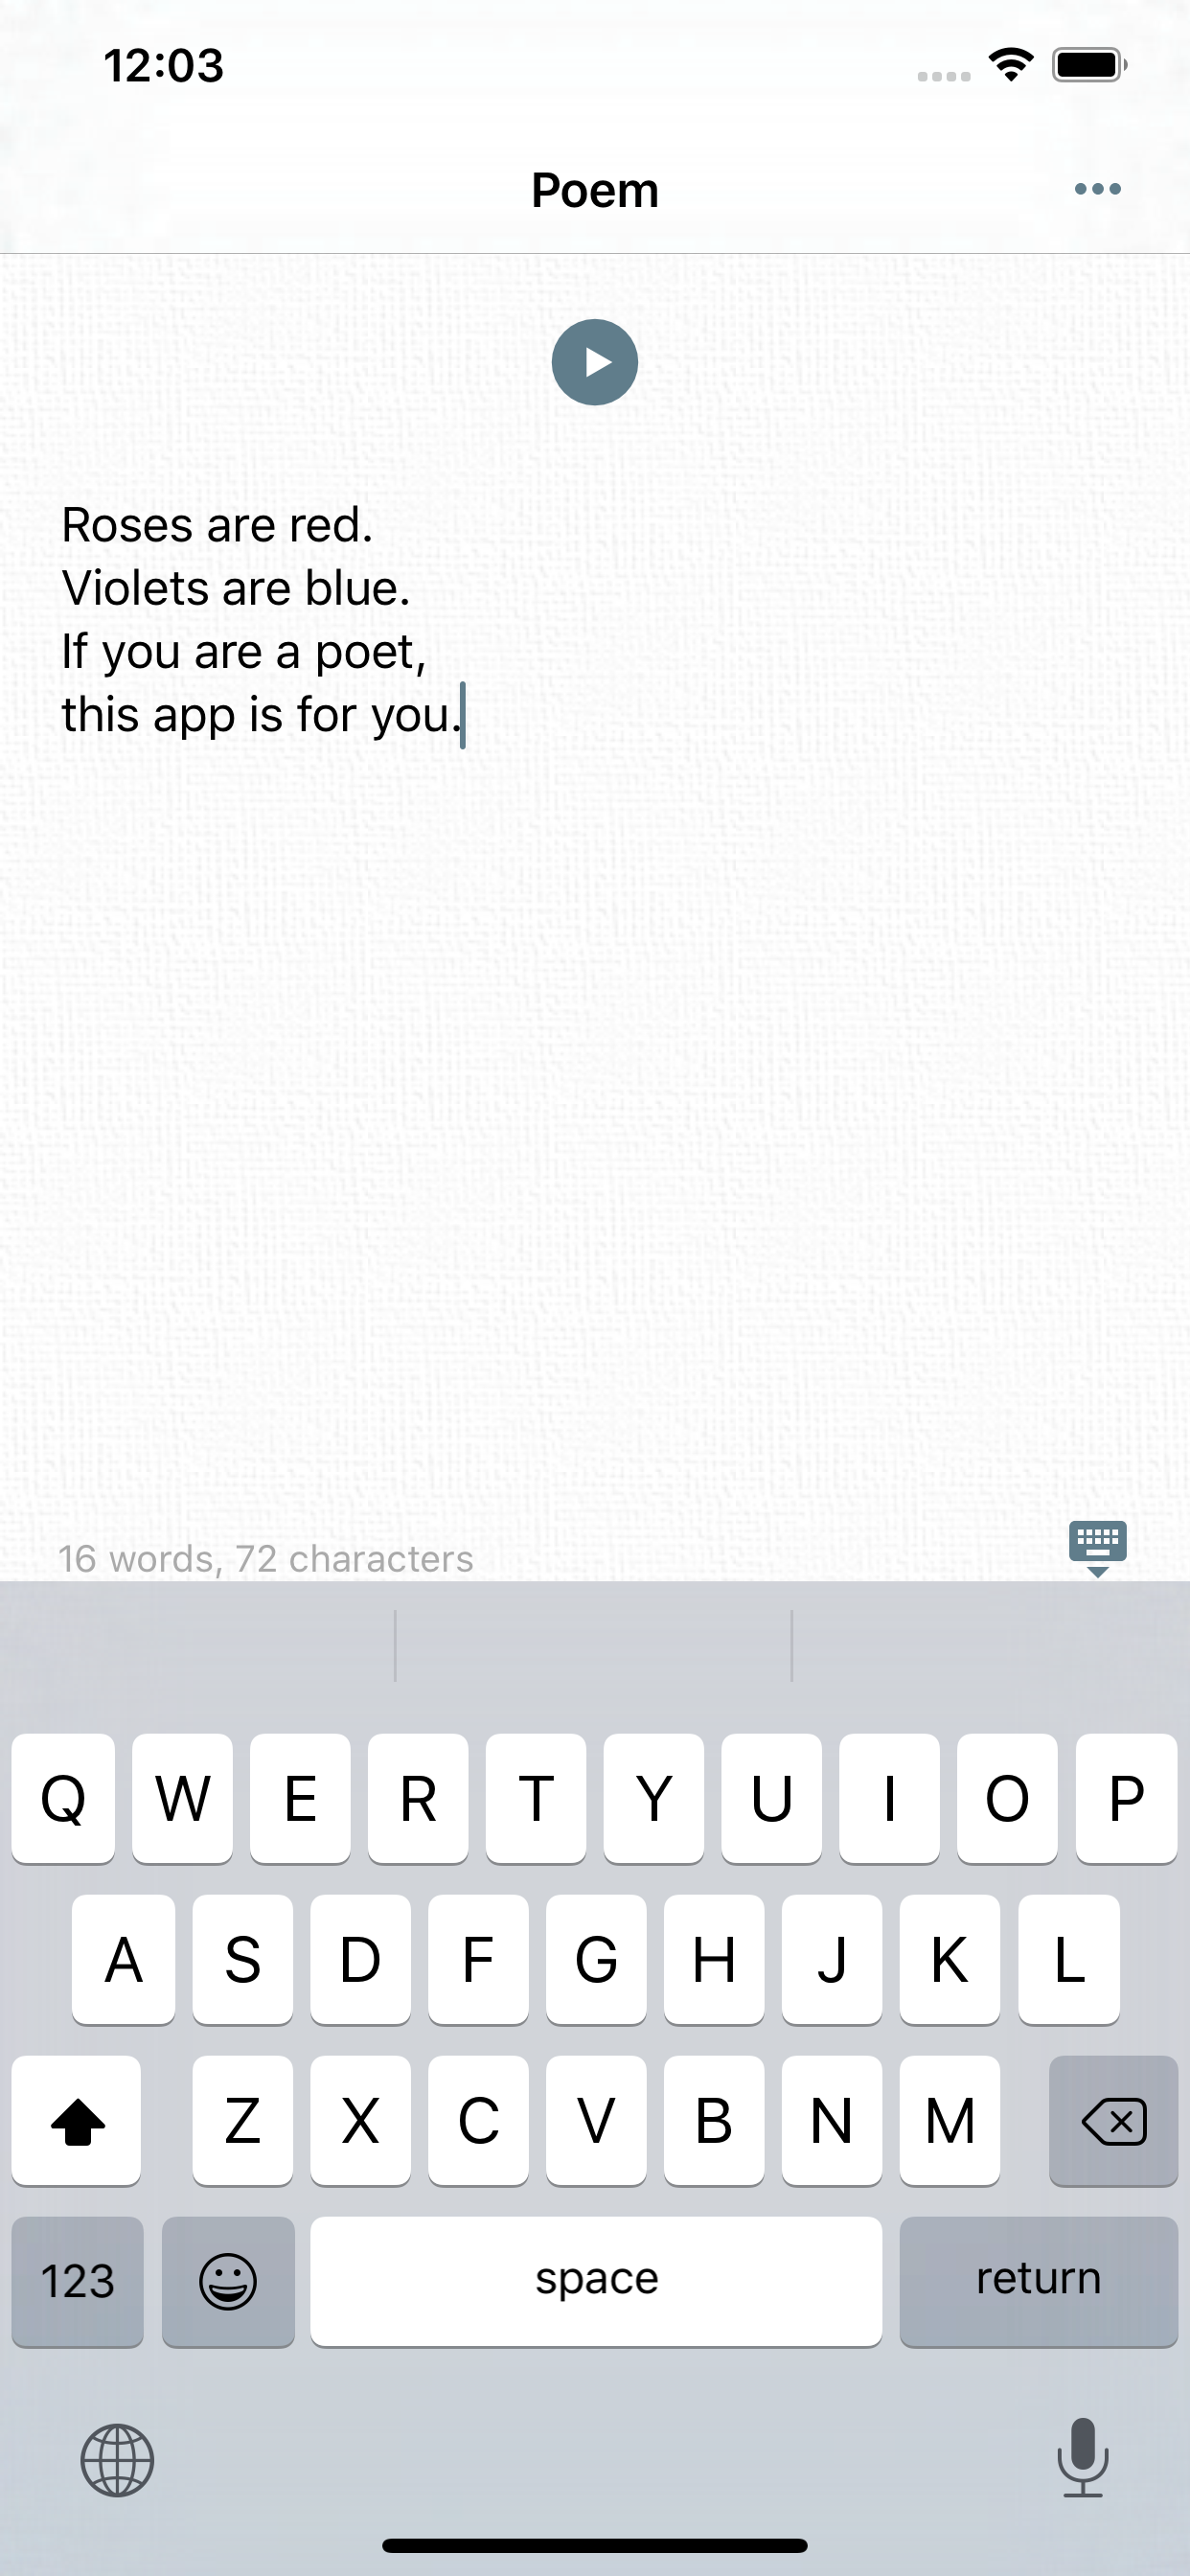 12:03
Poem
Roses are red.
Violets are blue.
If you are a poet,
this app is for you.
16 words, 72 characters
Q W E R T Y U I O P
A S D F G H J K L
Z X C V B N M
123 space return